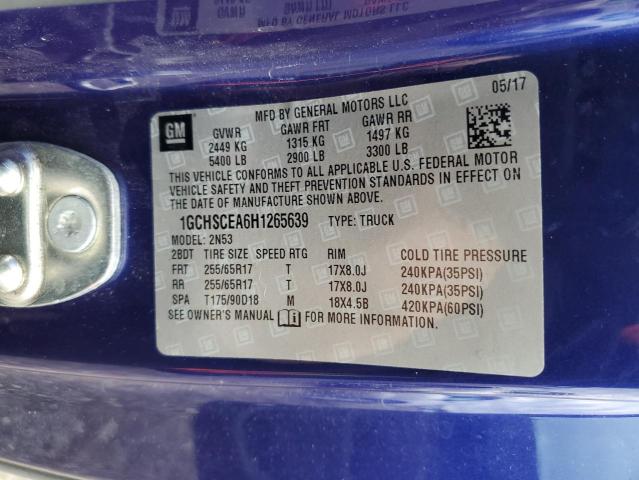 MFD BY GENERAL MOTORS LLC
05/17
GM
GVWR GAWR FRT GAWR RR
2449 KG 1315 KG 1497 KG
5400 LB 2900 LB 3300 LB
THIS VEHICLE CONFORMS TO ALL APPLICABLE U.S. FEDERAL MOTOR
VEHICLE SAFETY AND THEFT PREVENTION STANDARDS IN EFFECT ON
THE DATE OF MANUFACTURE SHOWN ABOVE.
1GCHSCEA6H1265639 TYPE: TRUCK
MODEL: 2N53
2BDT TIRE SIZE SPEED RTG RIM COLD TIRE PRESSURE
FRT 255/65R17 T 17X8.0J 240KPA(35PSI)
RR 255/65R17 T 17X8.0J 240KPA(35PSI)
SPA T175/90D18 M 18X4.5B 420KPA(60PSI)
SEE OWNER'S MANUAL FOR MORE INFORMATION.